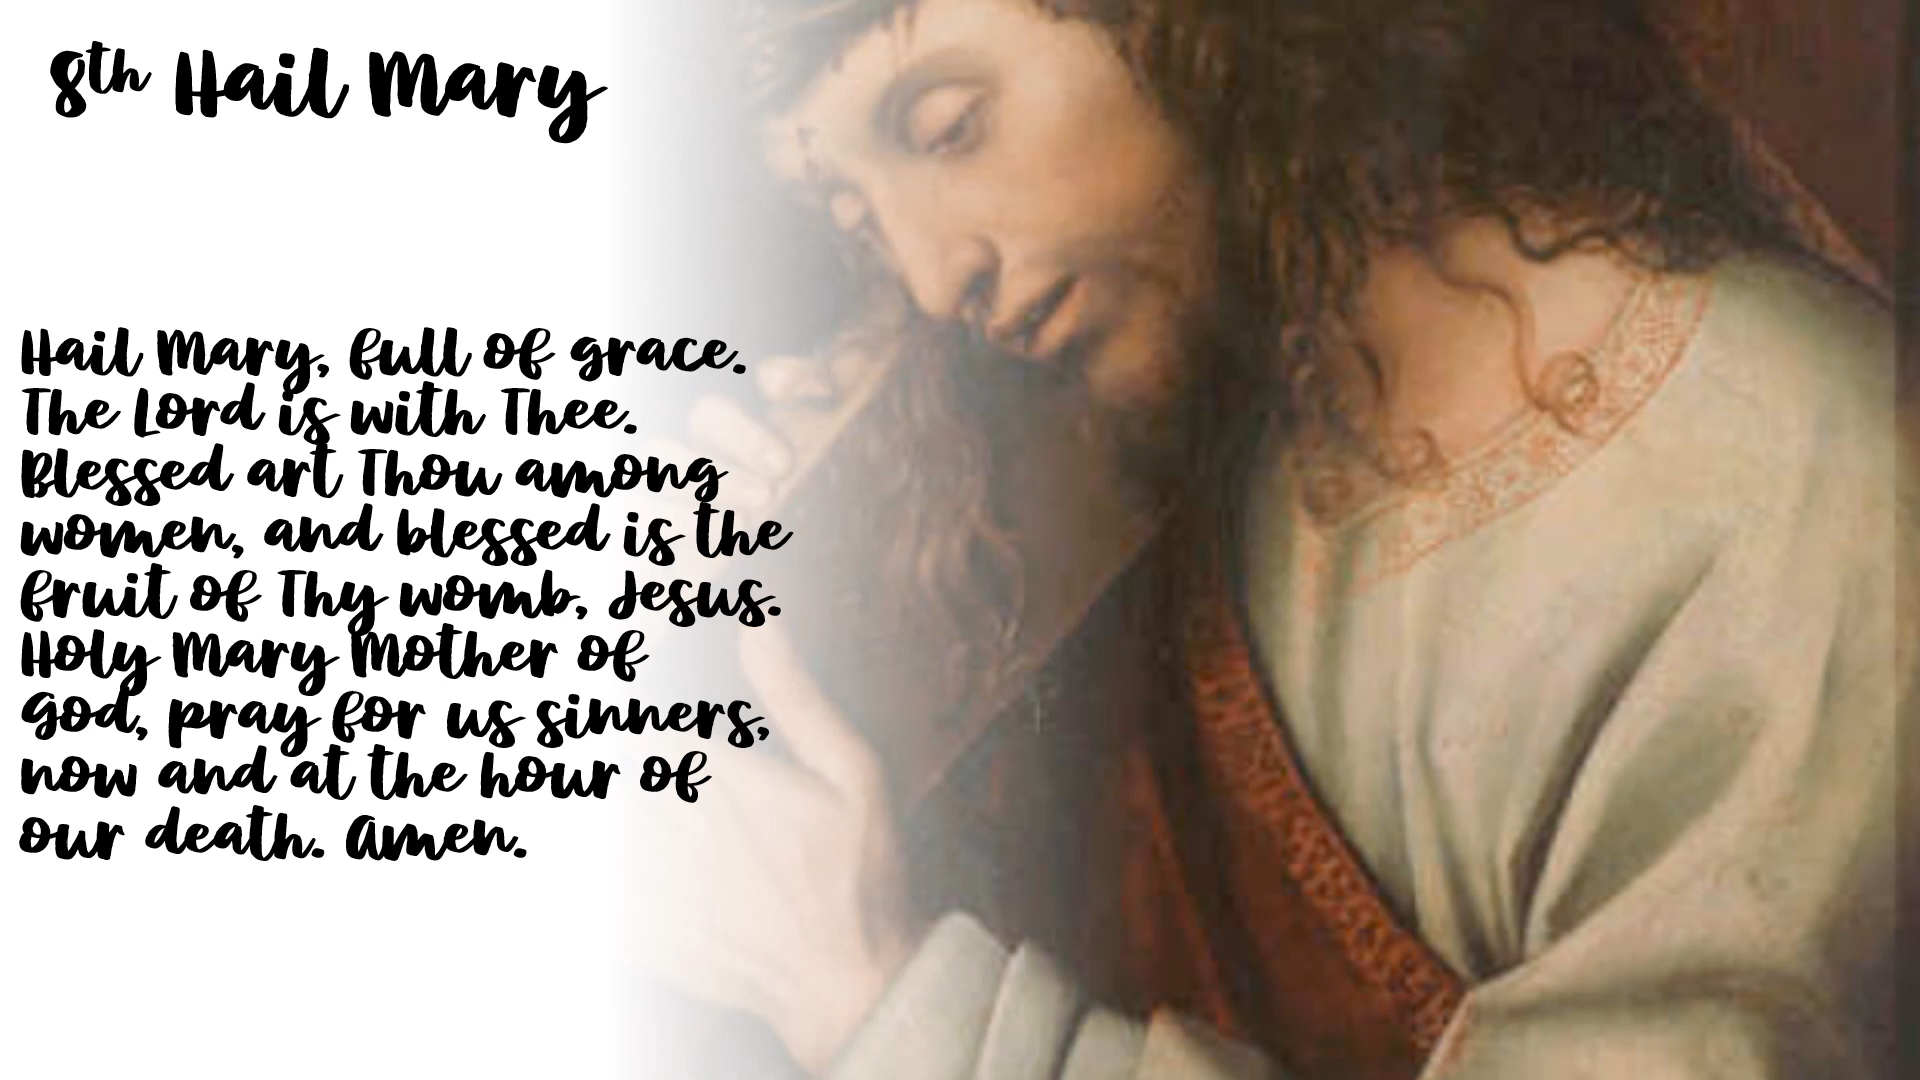 8th Hail Mary
Hail Mary, full of grace.
The Lord is with Thee.
Blessed art Thou among
women, and blessed is the
fruit of Thy womb, Jesus.
Holy Mary Mother of
God, pray for us sinners,
now and at the hour of
our death. Amen.